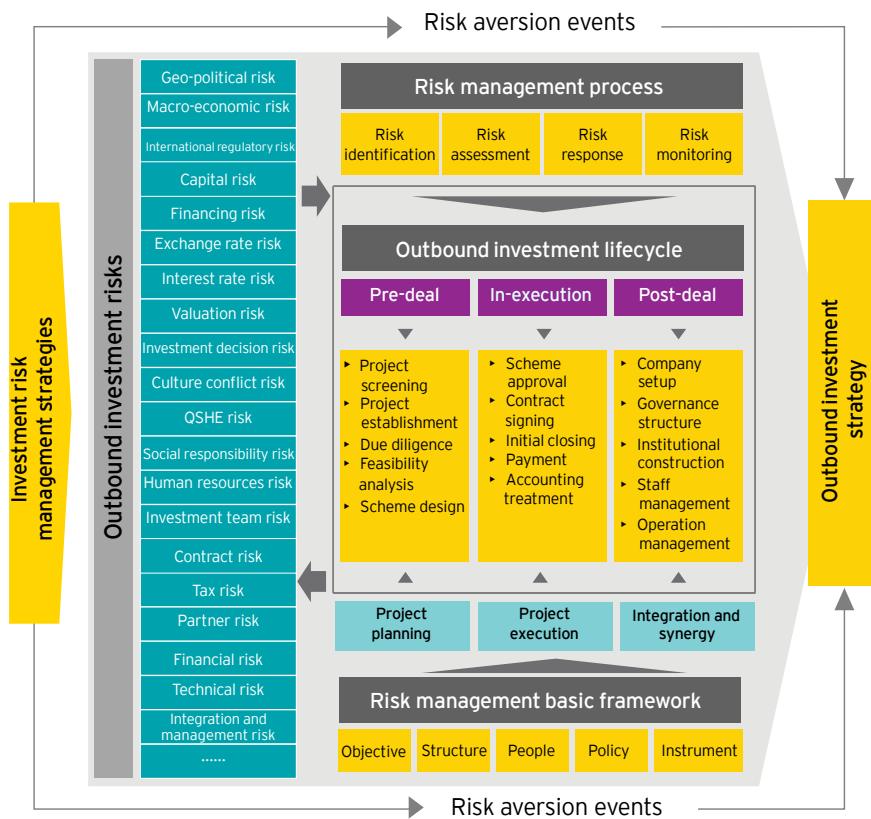 Risk aversion events
Investment risk
management strategies
Outbound investment risks
Geo-political risk
Macro-economic risk
International regulatory risk
Capital risk
Financing risk
Exchange rate risk
Interest rate risk
Valuation risk
Investment decision risk
Culture conflict risk
QSHE risk
Social responsibility risk
Human resources risk
Investment team risk
Contract risk
Tax risk
Partner risk
Financial risk
Technical risk
Integration and
management risk
......
Risk management process
Risk
identification
Risk
assessment
Risk
response
Risk
monitoring
Outbound investment lifecycle
Pre-deal
In-execution
Post-deal
‣ Project
screening
‣ Project
establishment
‣ Due diligence
‣ Feasibility
analysis
‣ Scheme design
‣ Scheme
approval
‣ Contract
signing
‣ Initial closing
‣ Payment
‣ Accounting
treatment
‣ Company
setup
‣ Governance
structure
‣ Institutional
construction
‣ Staff
management
‣ Operation
management
Project
planning
Project
execution
Integration and
synergy
Risk management basic framework
Objective
Structure
People
Policy
Instrument
Outbound investment
strategy
Risk aversion events